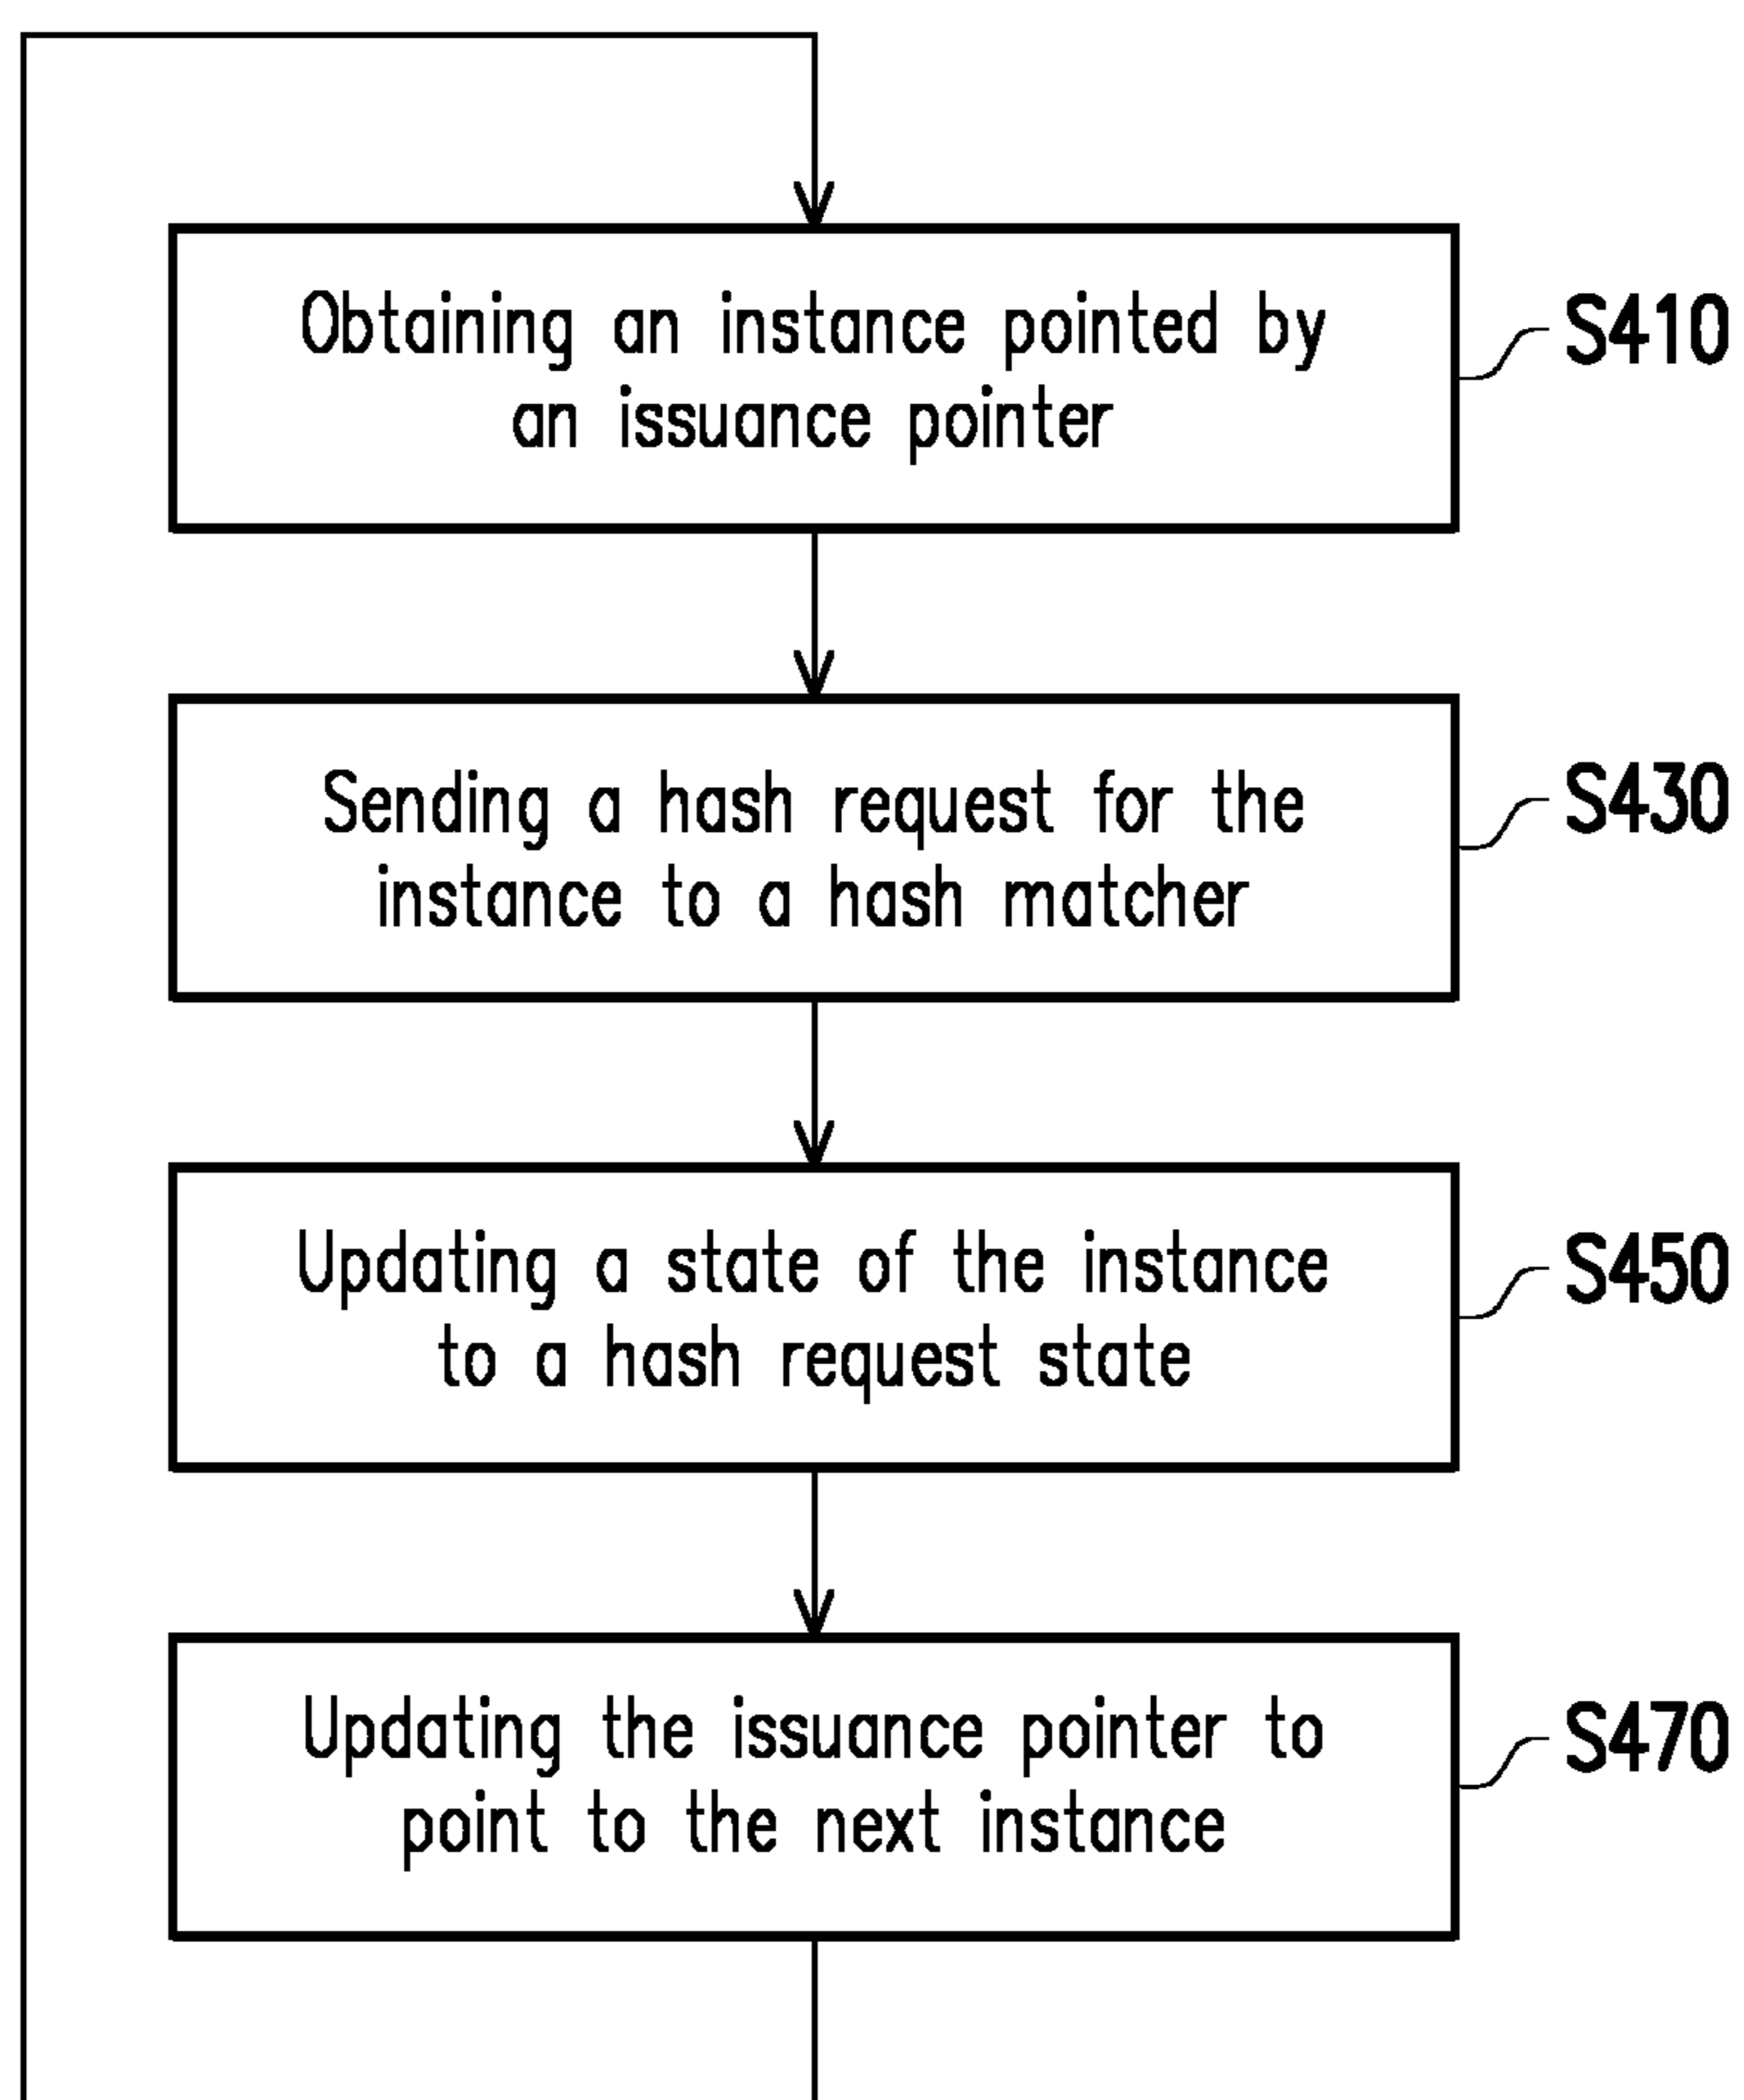 Obtaining an instance pointed by
an issuance pointer
S410
Sending a hash request for the
instance to a hash matcher
S430
Updating a state of the instance
to a hash request state
S450
Updating the issuance pointer to
point to the next instance
S470